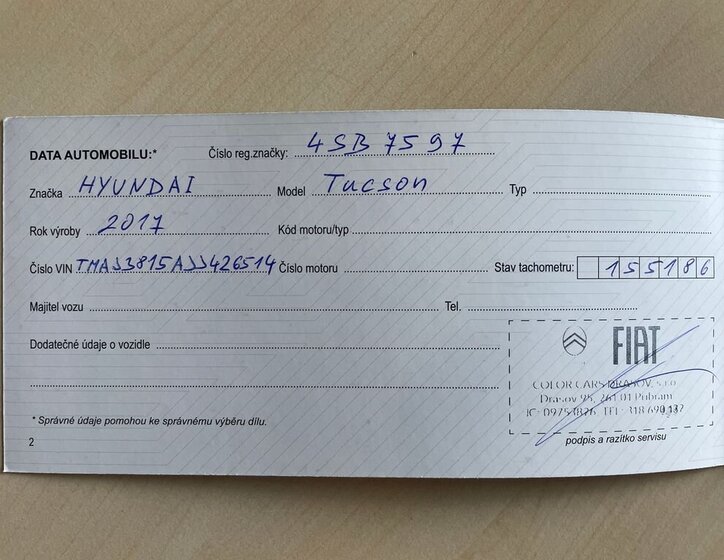 DATA AUTOMOBILU:* Číslo reg.značky: 4SB 7597
Značka HYUNDAI Model Tucson Typ
Rok výroby 2017 Kód motoru/typ
Číslo VIN TMAJ3815AJJ426514 Číslo motoru Stav tachometru: 155186
Majitel vozu Tel.
Dodatečné údaje o vozidle
FIAT
COLOR CARS DRASOV, s.r.o.
Drasov 95, 261 01 Příbram
* Správné údaje pomohou ke správnému výběru dílu.
2
podpis a razítko servisu